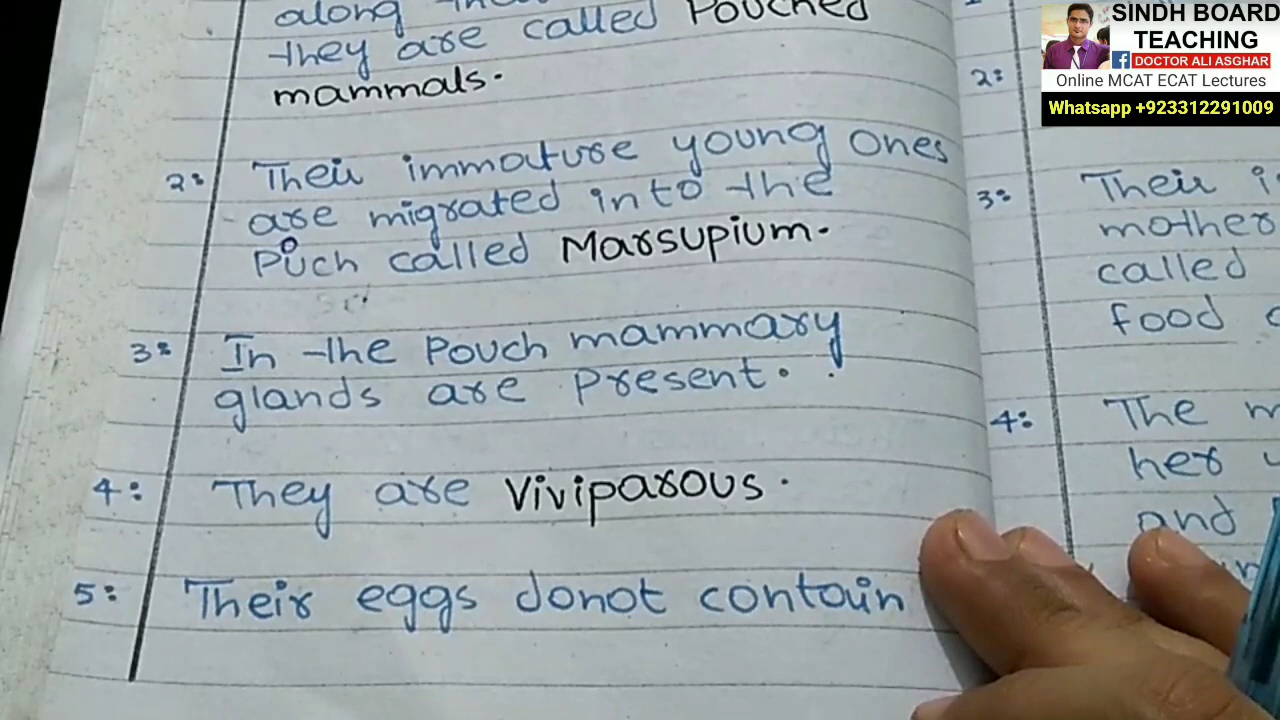 along
they are called Pouched
mammals.
2: Their immature young ones
are migrated into the
Puoch called Marsupium.
3: In the Pouch mammary
glands are present.
4: They are Viviparous.
5: Their eggs donot contain
2:
3: Their
mother
called
food
4: The
her
and
SINDH BOARD
TEACHING
DOCTOR ALI ASGHAR
Online MCAT ECAT Lectures
Whatsapp +923312291009